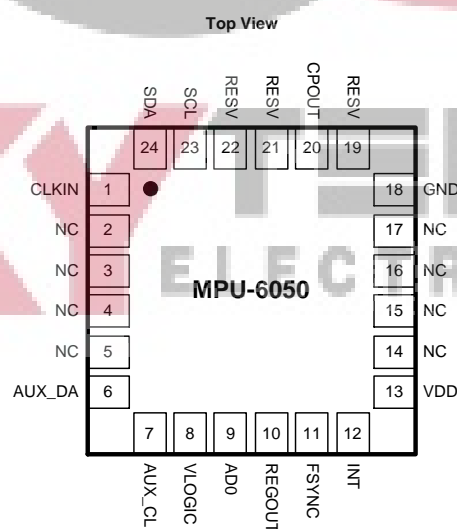 Top View
SDA
SCL
RESV
RESV
CPOUT
RESV
24
23
22
21
20
19
CLKIN 1
18 GND
NC 2
17 NC
NC 3
16 NC
MPU-6050
NC 4
15 NC
NC 5
14 NC
AUX_DA 6
13 VDD
7
8
9
10
11
12
AUX_CL
VLOGIC
AD0
REGOUT
FSYNC
INT
ELECTR